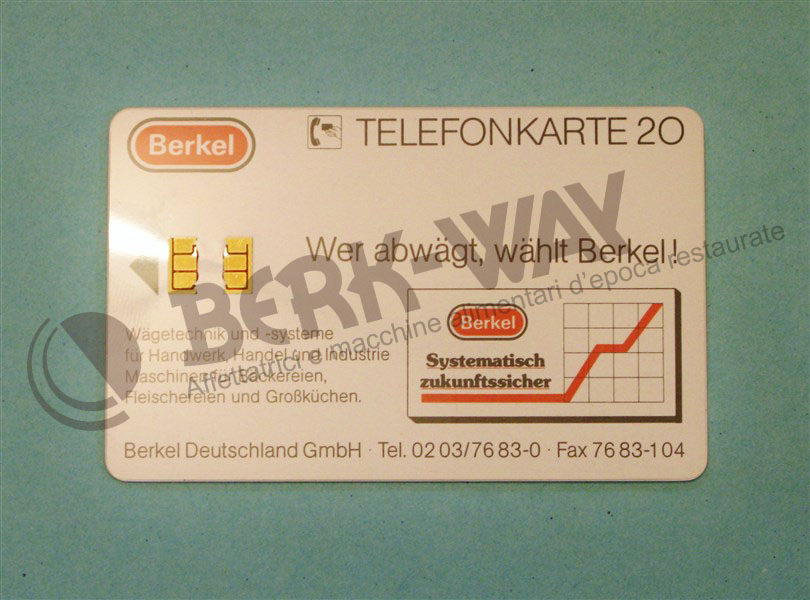 Berkel
TELEFONKARTE 20
Wer abwägt, wählt Berkel!
BERK-WAY
Affettatrici e macchine alimentari d'epoca restaurate
Wägetechnik und -systeme
für Handwerk, Handel und Industrie
Maschinen für Bäckereien,
Fleischereien und Großküchen.
Berkel
Systematisch
zukunftssicher
Berkel Deutschland GmbH · Tel. 02 03/76 83-0 · Fax 76 83-104